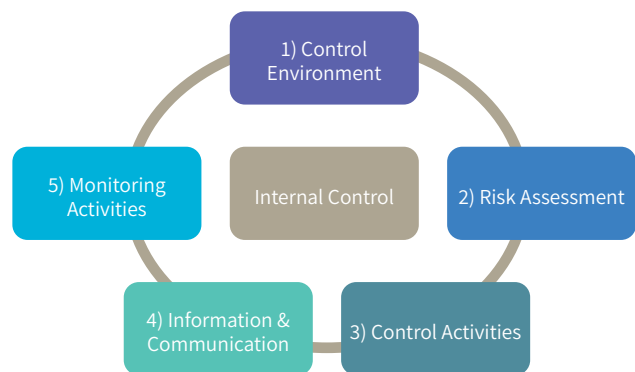 1) Control
Environment
5) Monitoring
Activities
Internal Control
2) Risk Assessment
4) Information &
Communication
3) Control Activities